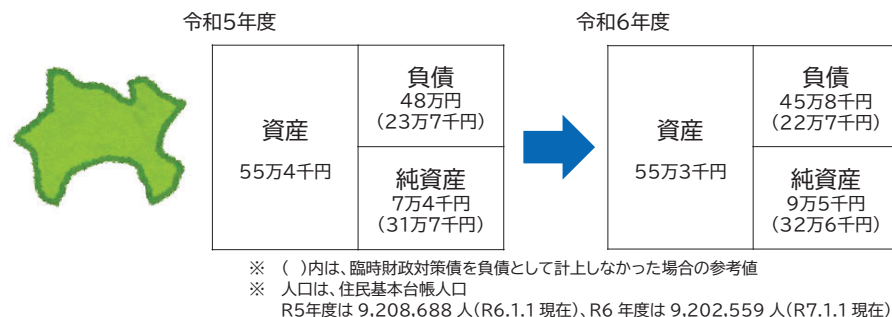 令和5年度
資産
55万4千円
負債
48万円
(23万7千円)
純資産
7万4千円
(31万7千円)
令和6年度
資産
55万3千円
負債
45万8千円
(22万7千円)
純資産
9万5千円
(32万6千円)
※ ( )内は、臨時財政対策債を負債として計上しなかった場合の参考値
※ 人口は、住民基本台帳人口
R5年度は 9,208,688 人(R6.1.1 現在)、R6 年度は 9,202,559 人(R7.1.1 現在)